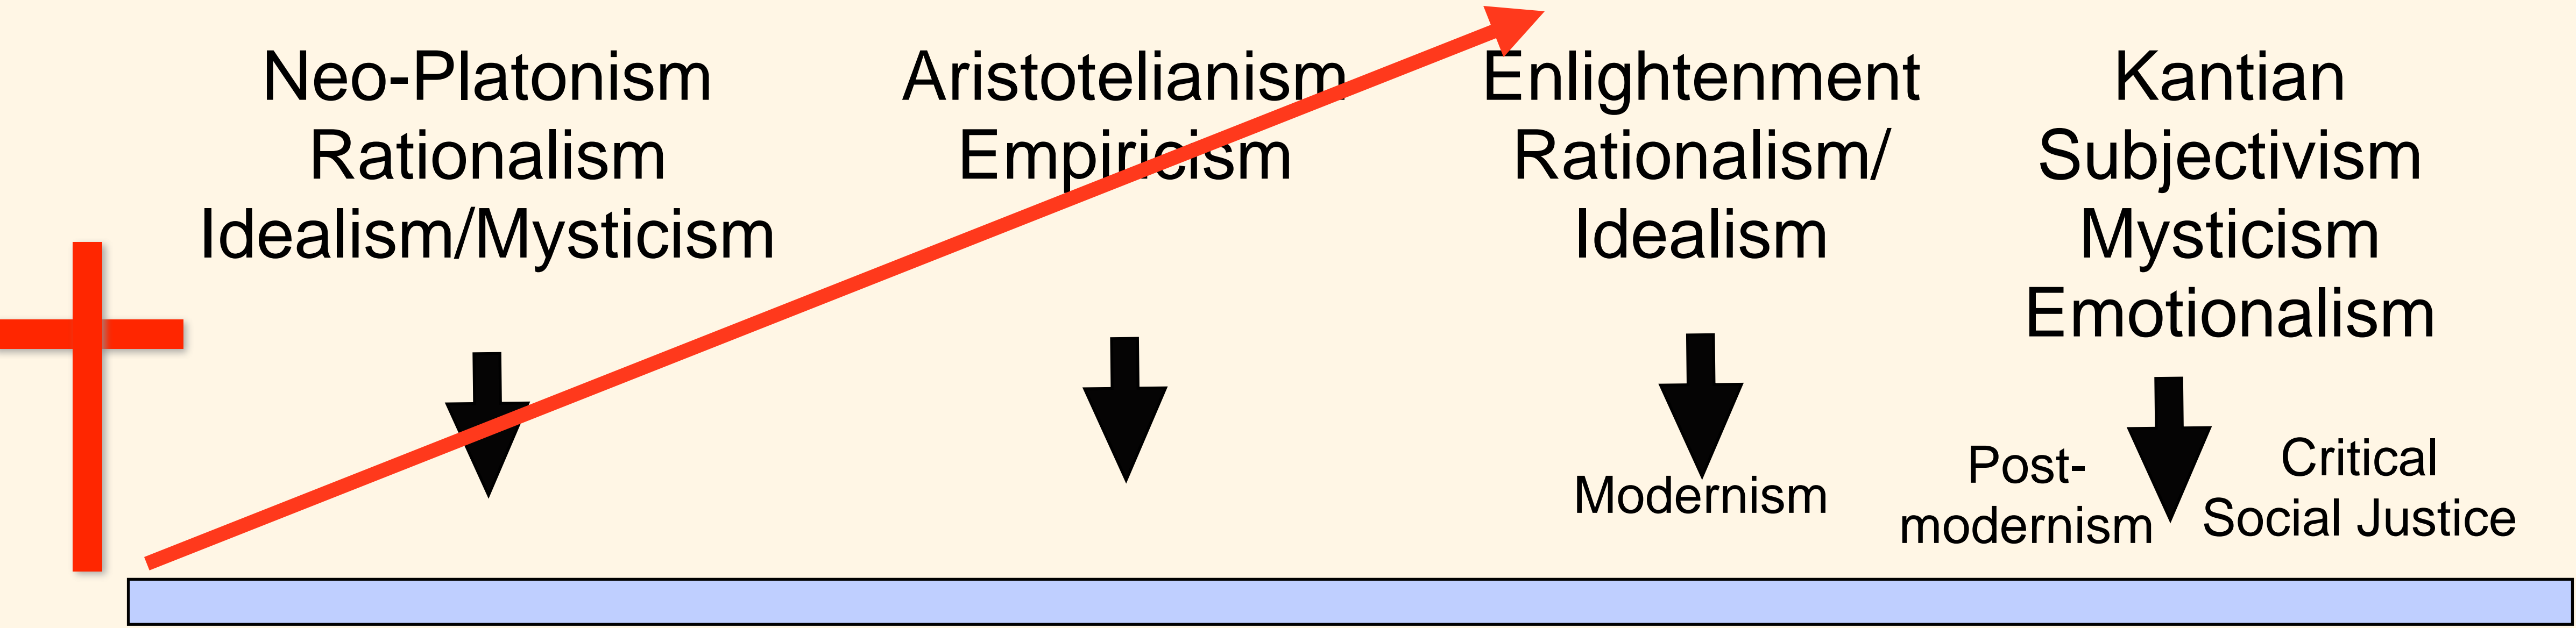 Neo-Platonism
Rationalism
Idealism/Mysticism
Aristotelianism
Empiricism
Enlightenment
Rationalism/
Idealism
Modernism
Kantian
Subjectivism
Mysticism
Emotionalism
Post-
modernism
Critical
Social Justice